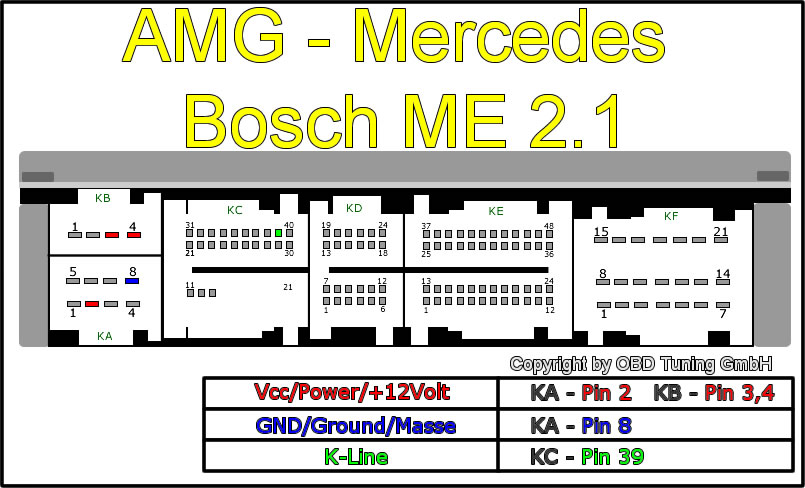 AMG - Mercedes
Bosch ME 2.1
KB KC KD KE KF
1 4
31 40 19 24 37 48 15 21
21 30 13 18 25 36
5 8 8 14
11 21 7 12 13 24
1 4 1 6 1 12 1 7
KA
Copyright by OBD Tuning GmbH
Vcc/Power/+12Volt KA - Pin 2 KB - Pin 3,4
GND/Ground/Masse KA - Pin 8
K-Line KC - Pin 39